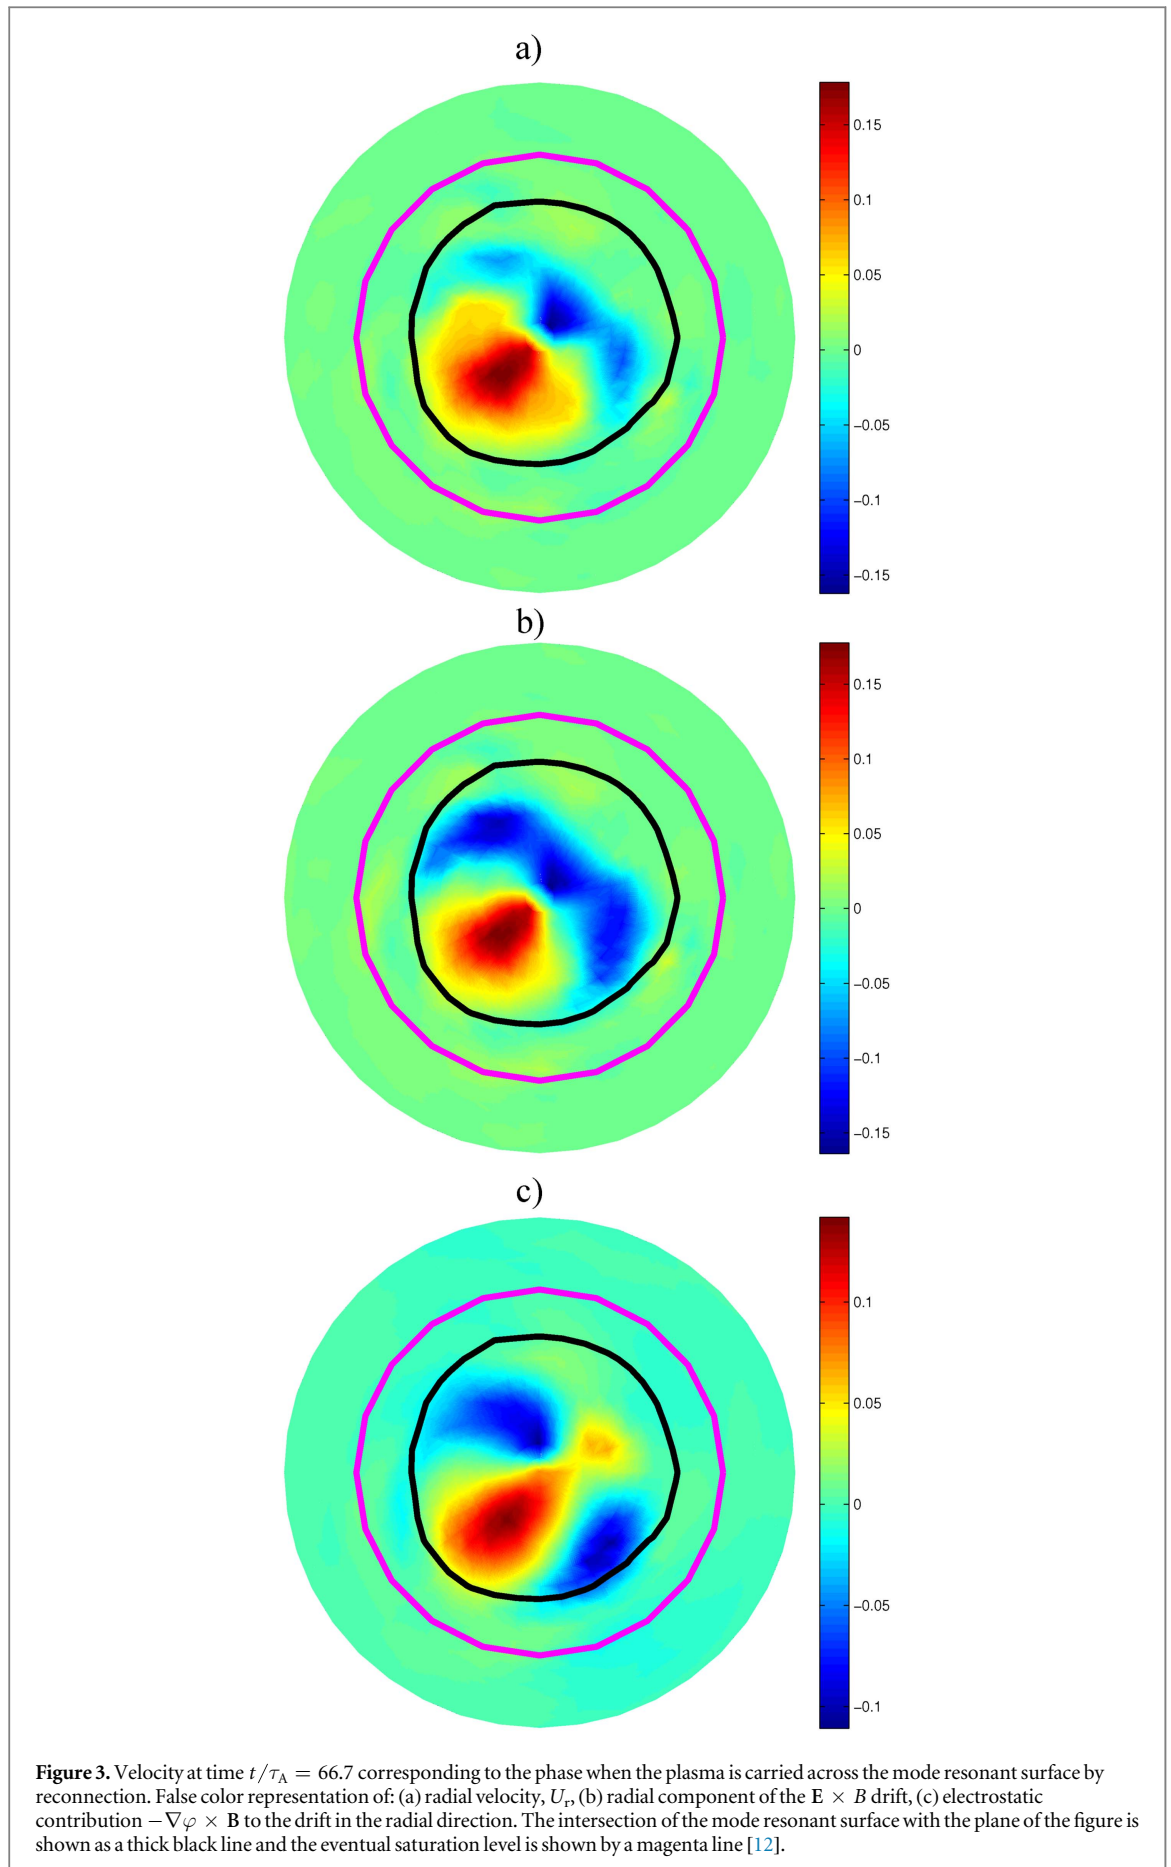 a)
0.15
0.1
0.05
0
−0.05
−0.1
−0.15
b)
0.15
0.1
0.05
0
−0.05
−0.1
−0.15
c)
0.1
0.05
0
−0.05
−0.1
Figure 3. Velocity at time t/τA = 66.7 corresponding to the phase when the plasma is carried across the mode resonant surface by
reconnection. False color representation of: (a) radial velocity, Ur, (b) radial component of the E × B drift, (c) electrostatic
contribution −∇φ × B to the drift in the radial direction. The intersection of the mode resonant surface with the plane of the figure is
shown as a thick black line and the eventual saturation level is shown by a magenta line [12].